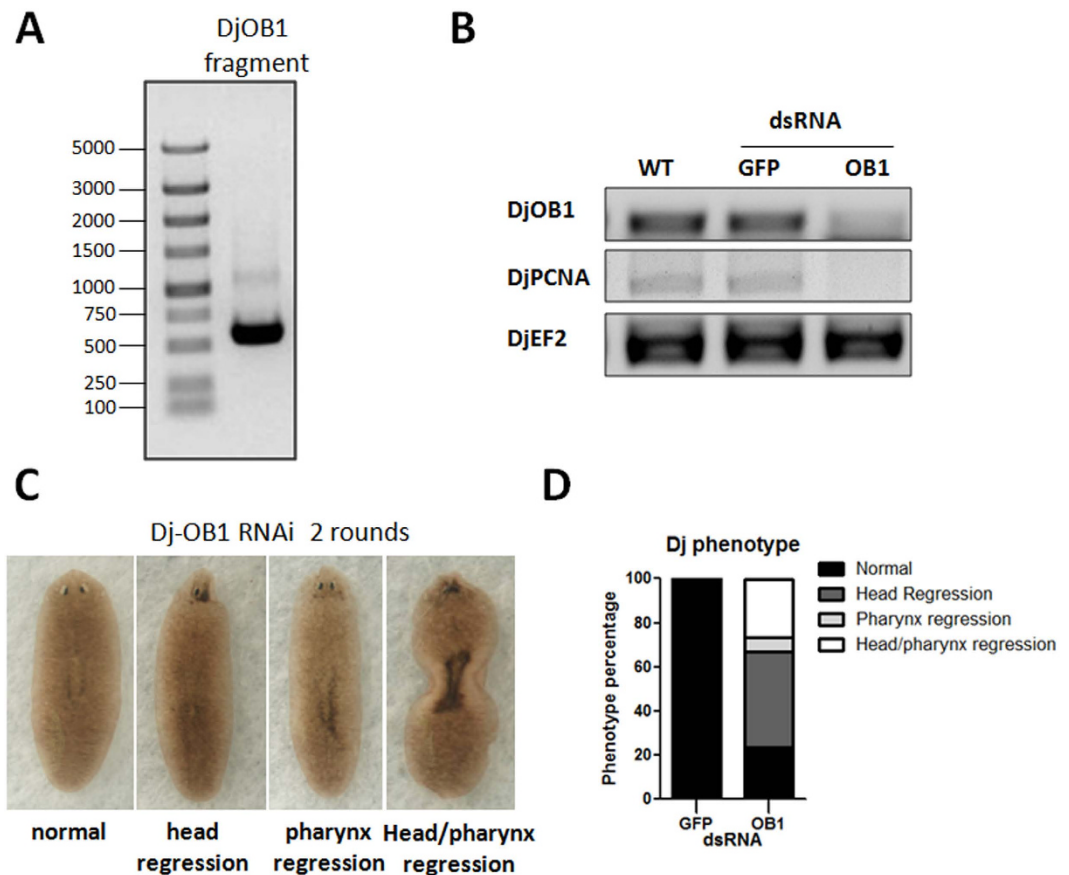 A
DjOB1
fragment
5000
3000
2000
1500
1000
750
500
250
100
B
dsRNA
WT GFP OB1
DjOB1
DjPCNA
DjEF2
C
Dj-OB1 RNAi 2 rounds
normal
head
regression
pharynx
regression
Head/pharynx
regression
D
Dj phenotype
Phenotype percentage
100
80
60
40
20
0
GFP OB1
dsRNA
Normal
Head Regression
Pharynx regression
Head/pharynx regression